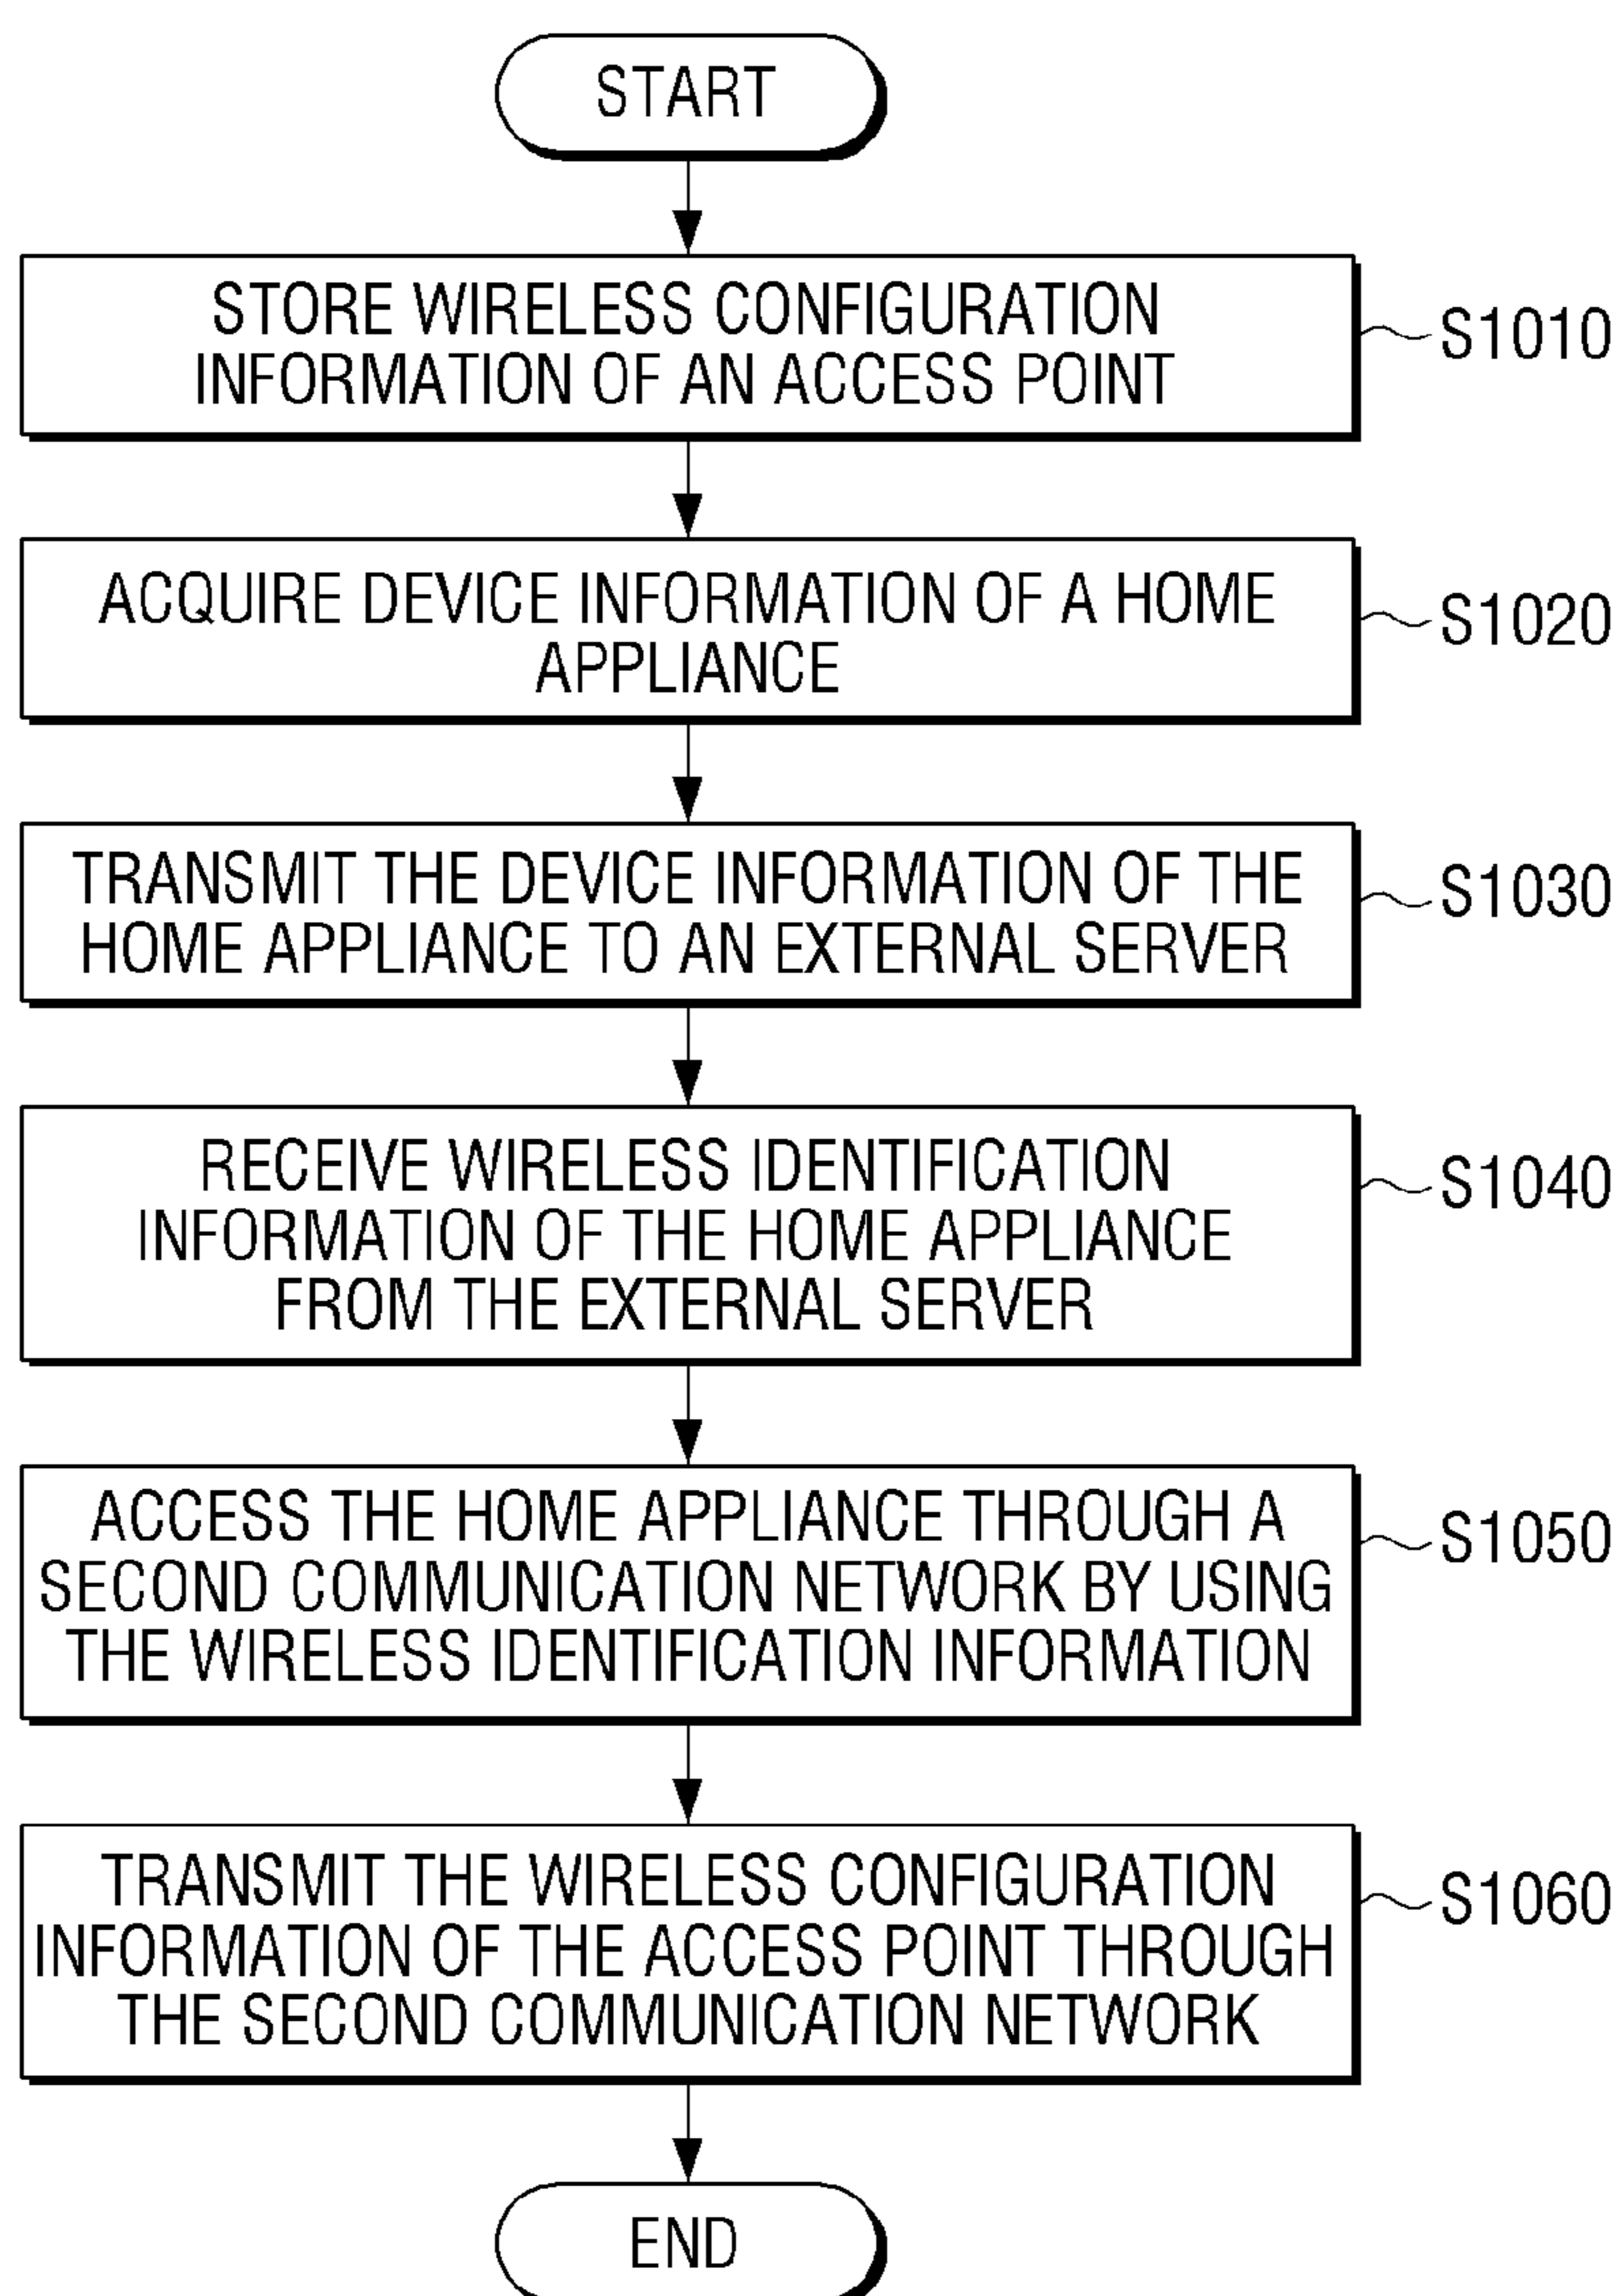 START
STORE WIRELESS CONFIGURATION
INFORMATION OF AN ACCESS POINT
S1010
ACQUIRE DEVICE INFORMATION OF A HOME
APPLIANCE
S1020
TRANSMIT THE DEVICE INFORMATION OF THE
HOME APPLIANCE TO AN EXTERNAL SERVER
S1030
RECEIVE WIRELESS IDENTIFICATION
INFORMATION OF THE HOME APPLIANCE
FROM THE EXTERNAL SERVER
S1040
ACCESS THE HOME APPLIANCE THROUGH A
SECOND COMMUNICATION NETWORK BY USING
THE WIRELESS IDENTIFICATION INFORMATION
S1050
TRANSMIT THE WIRELESS CONFIGURATION
INFORMATION OF THE ACCESS POINT THROUGH
THE SECOND COMMUNICATION NETWORK
S1060
END